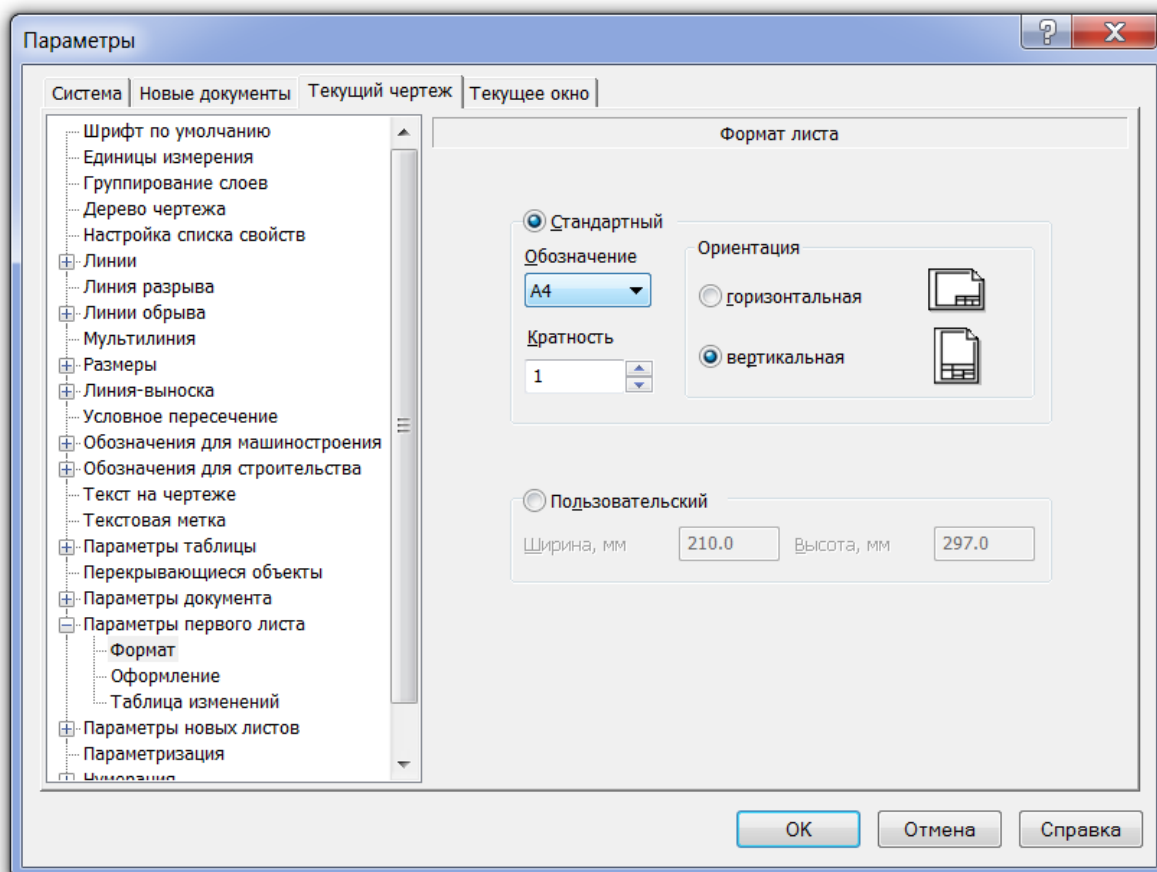 Параметры
Система
Новые документы
Текущий чертеж
Текущее окно
Шрифт по умолчанию
Единицы измерения
Группирование слоев
Дерево чертежа
Настройка списка свойств
Линии
Линия разрыва
Линии обрыва
Мультилиния
Размеры
Линия-выноска
Условное пересечение
Обозначения для машиностроения
Обозначения для строительства
Текст на чертеже
Текстовая метка
Параметры таблицы
Перекрывающиеся объекты
Параметры документа
Параметры первого листа
Формат
Оформление
Таблица изменений
Параметры новых листов
Параметризация
Нумерация
Формат листа
Стандартный
Обозначение
A4
Кратность
1
Ориентация
горизонтальная
вертикальная
Пользовательский
Ширина, мм
210.0
Высота, мм
297.0
OK
Отмена
Справка